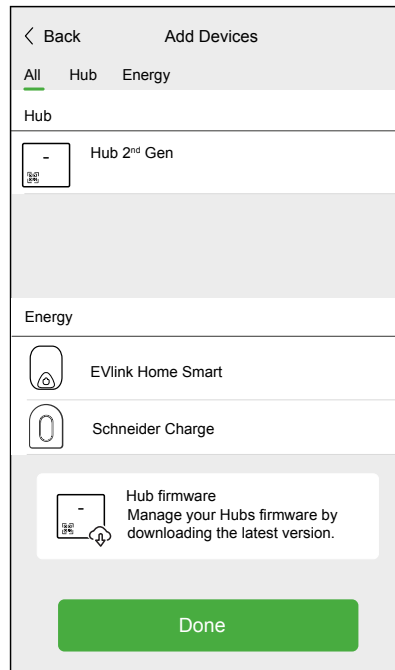 Back Add Devices
All Hub Energy
Hub
Hub 2nd Gen
Energy
EVlink Home Smart
Schneider Charge
Hub firmware
Manage your Hubs firmware by
downloading the latest version.
Done